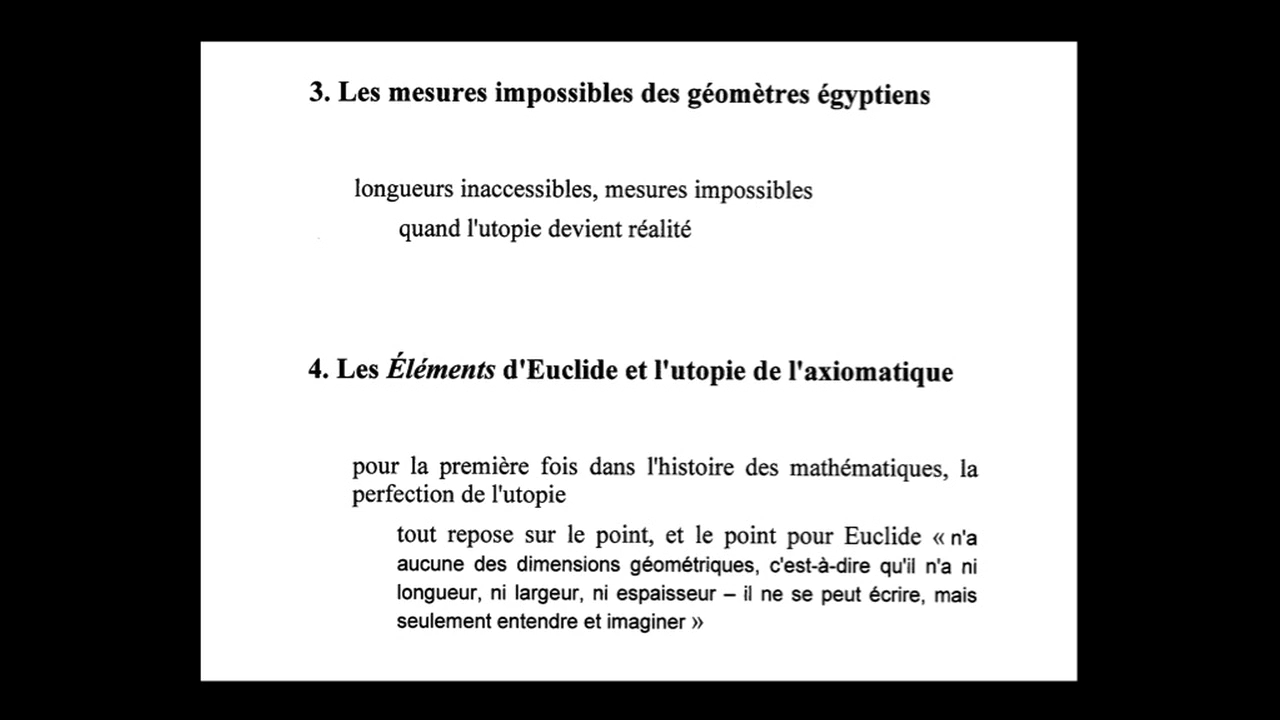 3. Les mesures impossibles des géomètres égyptiens
longueurs inaccessibles, mesures impossibles
quand l'utopie devient réalité
4. Les Éléments d'Euclide et l'utopie de l'axiomatique
pour la première fois dans l'histoire des mathématiques, la
perfection de l'utopie
tout repose sur le point, et le point pour Euclide « n'a
aucune des dimensions géométriques, c'est-à-dire qu'il n'a ni
longueur, ni largeur, ni espaisseur – il ne se peut écrire, mais
seulement entendre et imaginer »